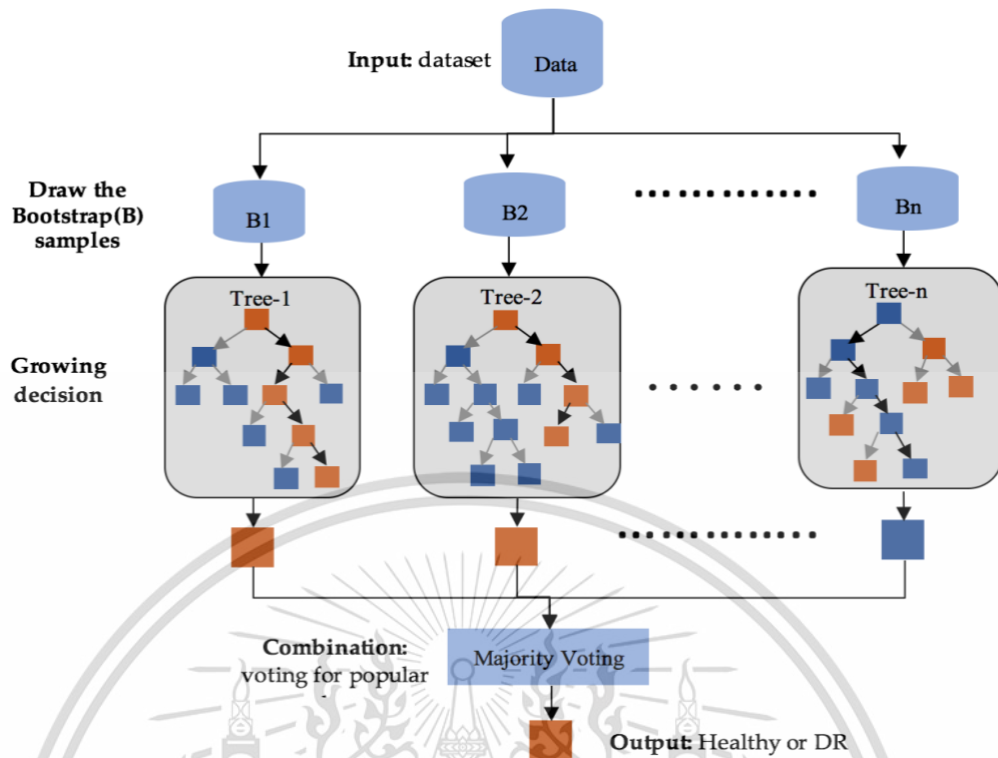 Input: dataset
Data
Draw the
Bootstrap(B)
samples
B1
B2
Bn
Tree-1
Tree-2
Tree-n
Growing
decision
Combination:
voting for popular
Majority Voting
Output: Healthy or DR